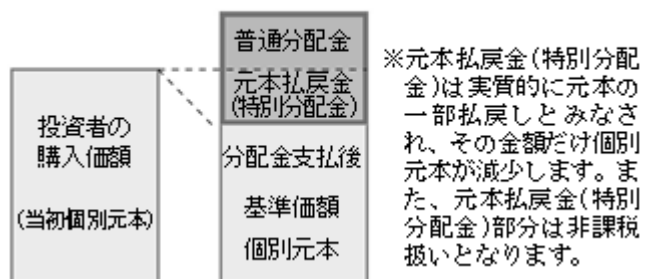 投資者の
購入価額
(当初個別元本)
普通分配金
元本払戻金
(特別分配金)
分配金支払後
基準価額
個別元本
※元本払戻金(特別分配
金)は実質的に元本の
一部払戻しとみなさ
れ、その金額だけ個別
元本が減少します。ま
た、元本払戻金(特別
分配金)部分は非課税
扱いとなります。